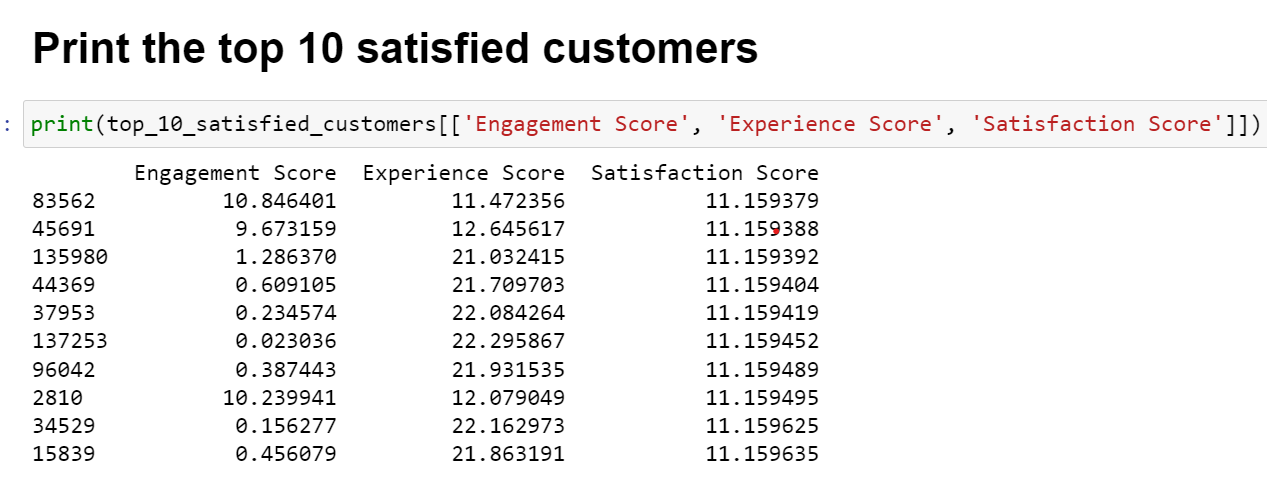 Print the top 10 satisfied customers
: print(top_10_satisfied_customers[['Engagement Score', 'Experience Score', 'Satisfaction Score']])
Engagement Score  Experience Score  Satisfaction Score
83562 10.846401 11.472356 11.159379
45691 9.673159 12.645617 11.159388
135980 1.286370 21.032415 11.159392
44369 0.609105 21.709703 11.159404
37953 0.234574 22.084264 11.159419
137253 0.023036 22.295867 11.159452
96042 0.387443 21.931535 11.159489
2810 10.239941 12.079049 11.159495
34529 0.156277 22.162973 11.159625
15839 0.456079 21.863191 11.159635